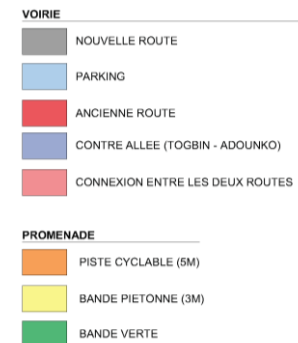 VOIRIE
NOUVELLE ROUTE
PARKING
ANCIENNE ROUTE
CONTRE ALLEE (TOGBIN - ADOUNKO)
CONNEXION ENTRE LES DEUX ROUTES
PROMENADE
PISTE CYCLABLE (5M)
BANDE PIETONNE (3M)
BANDE VERTE